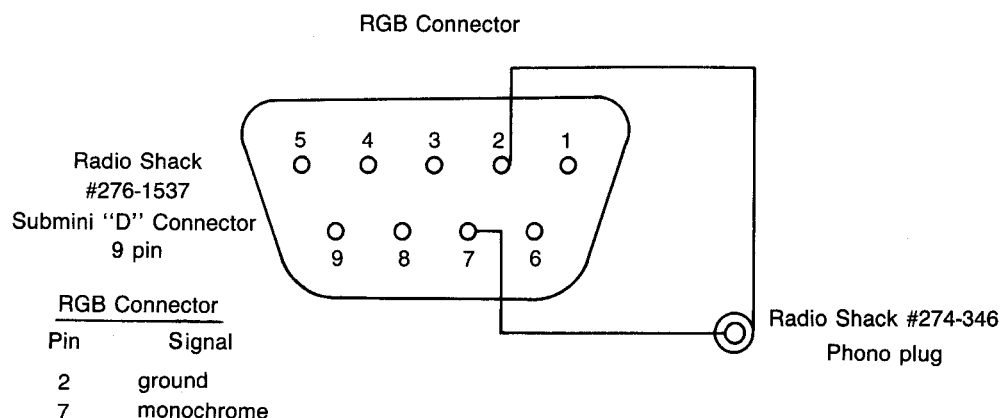 RGB Connector
5 4 3 2 1
Radio Shack
#276-1537
Submini "D" Connector
9 pin
9 8 7 6
RGB Connector
Pin Signal
2 ground
7 monochrome
Radio Shack #274-346
Phono plug